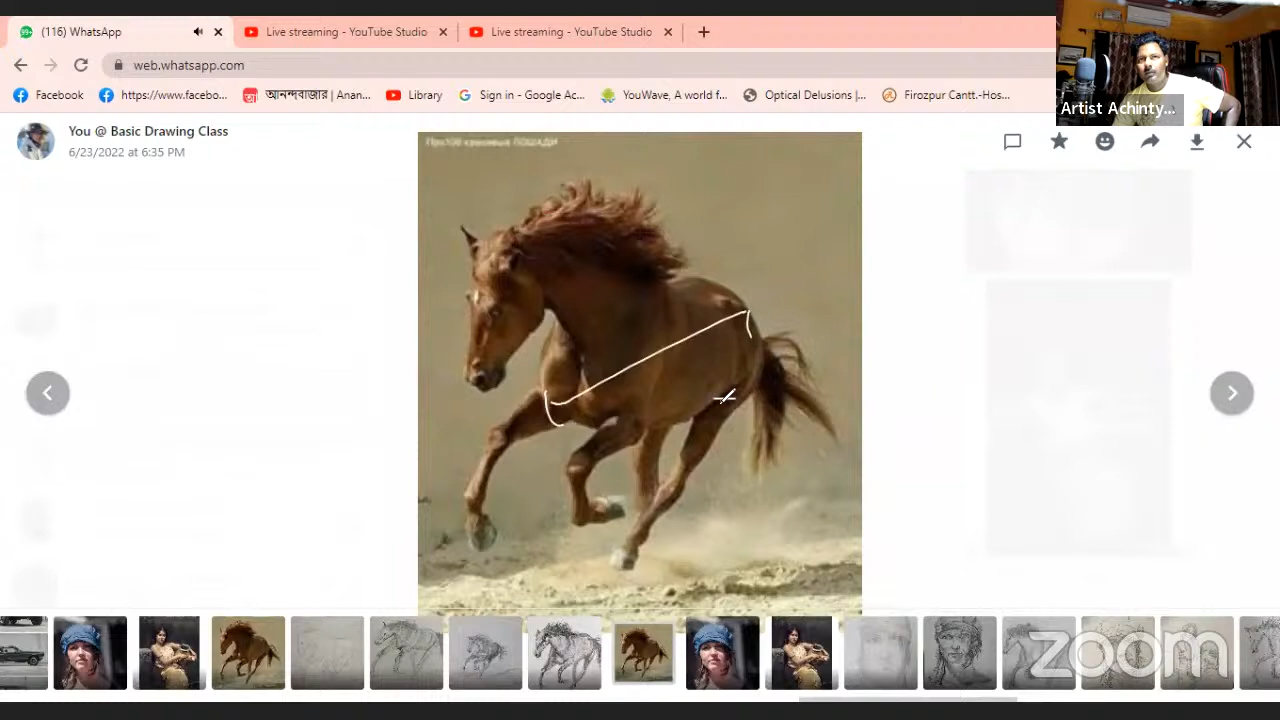 (116) WhatsApp
Live streaming - YouTube Studio
Live streaming - YouTube Studio
web.whatsapp.com
Facebook
https://www.facebo...
আনন্দবাজার | Anan...
Library
Sign in - Google Ac...
YouWave, A world f...
Optical Delusions |...
Firozpur Cantt.-Hos...
Artist Achinty...
You @ Basic Drawing Class
6/23/2022 at 6:35 PM
красивые ЛОШАДИ
zoom